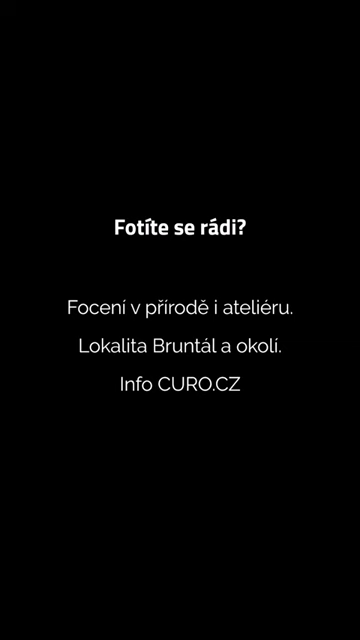 Fotíte se rádi?
Focení v přírodě i ateliéru.
Lokalita Bruntál a okolí.
Info CURO.CZ